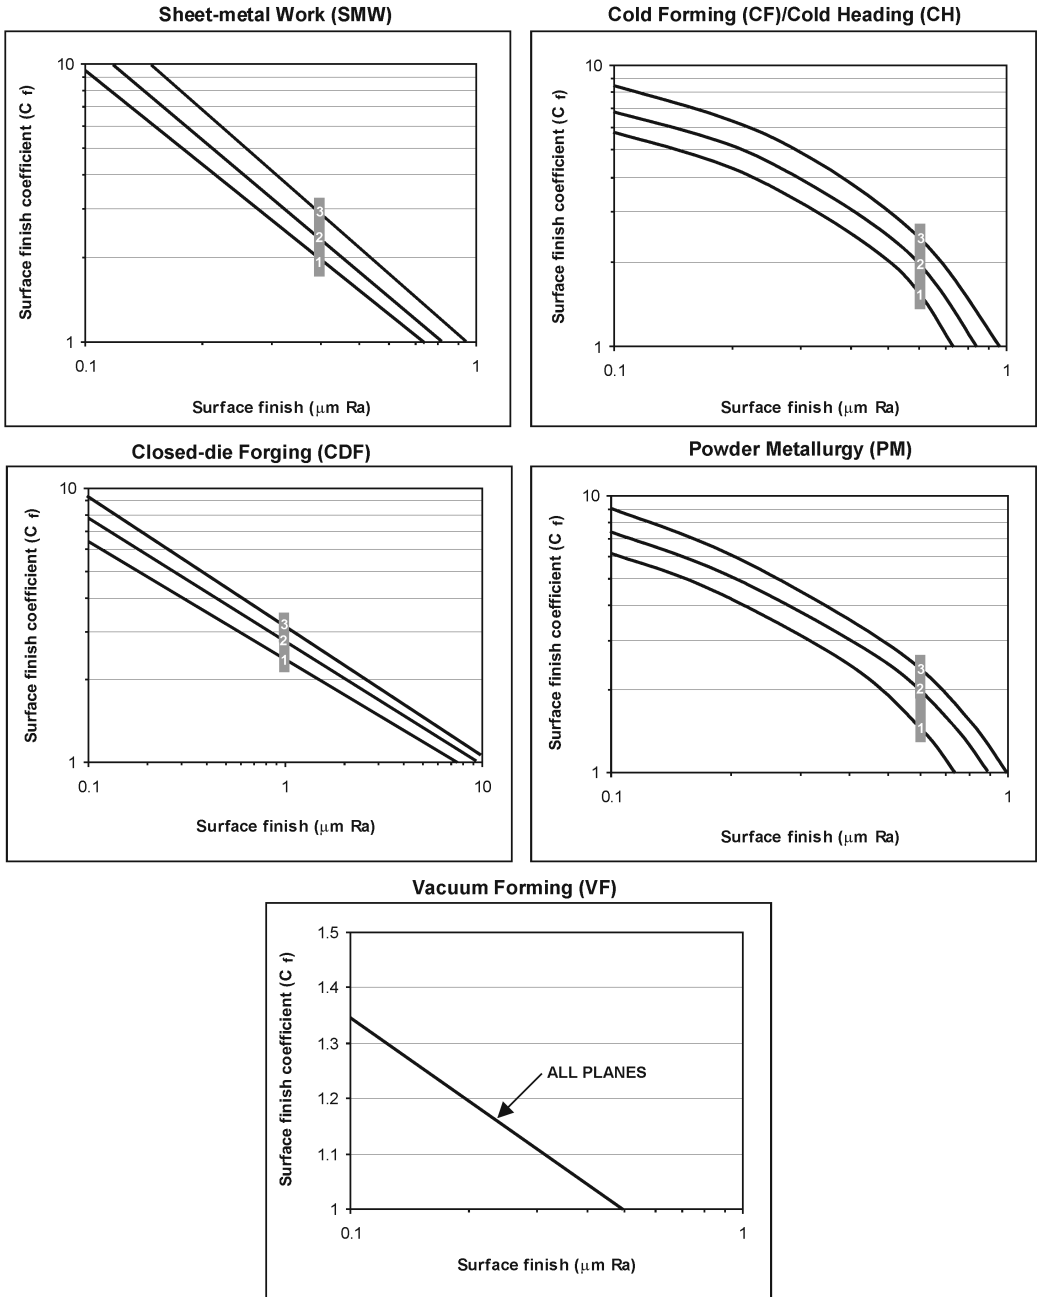 Sheet-metal Work (SMW)
Surface finish coefficient (C f)
10
3
2
1
1
0.1
1
Surface finish (μm Ra)
Cold Forming (CF)/Cold Heading (CH)
Surface finish coefficient (C f)
10
3
2
1
1
0.1
1
Surface finish (μm Ra)
Closed-die Forging (CDF)
Surface finish coefficient (C f)
10
3
2
1
1
0.1
1
10
Surface finish (μm Ra)
Powder Metallurgy (PM)
Surface finish coefficient (C f)
10
3
2
1
1
0.1
1
Surface finish (μm Ra)
Vacuum Forming (VF)
Surface finish coefficient (C f)
1.5
1.4
1.3
ALL PLANES
1.2
1.1
1
0.1
1
Surface finish (μm Ra)